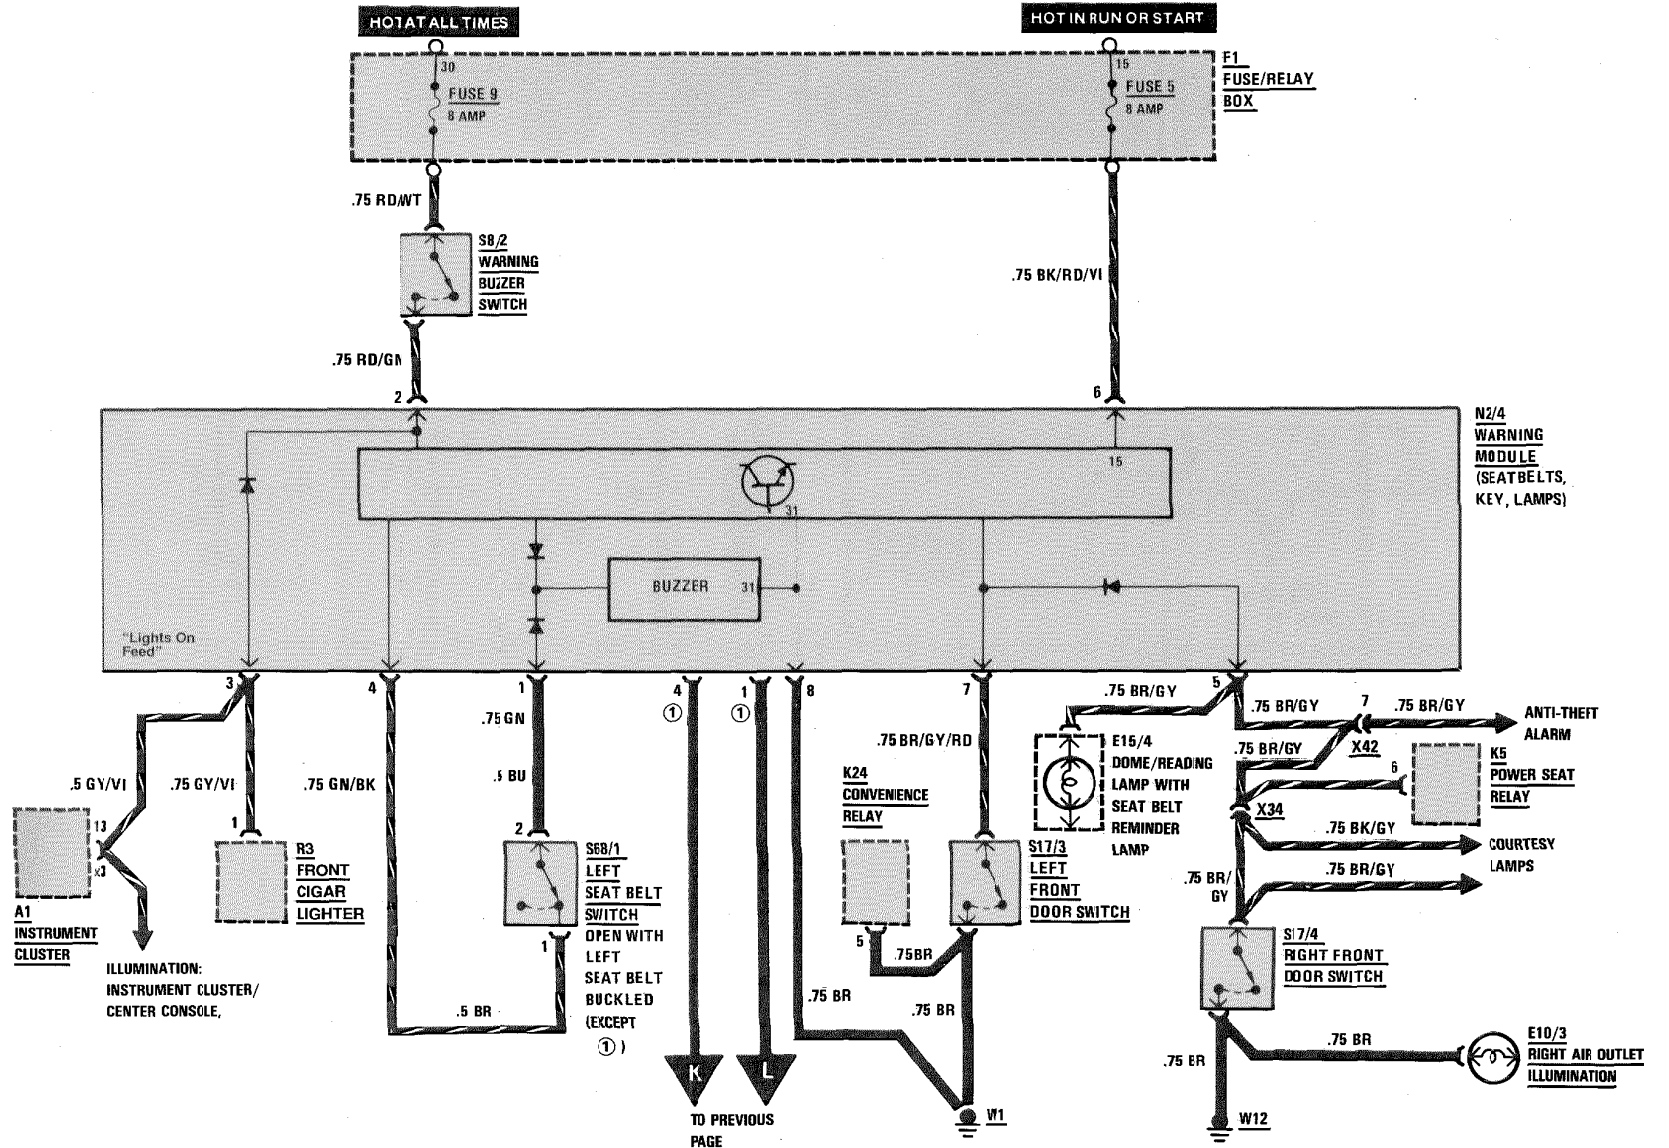 HOT AT ALL TIMES
HOT IN RUN OR START
30
FUSE 9
8 AMP
15
FUSE 5
8 AMP
F1
FUSE/RELAY
BOX
.75 RD/WT
S8/2
WARNING
BUZZER
SWITCH
.75 BK/RD/VI
.75 RD/GN
2
6
N2/4
WARNING
MODULE
(SEATBELTS,
KEY, LAMPS)
15
31
BUZZER
31
"Lights On
Feed"
3
4
1
4
1
8
7
5
1
1
.75 BR/GY
.75 BR/GY
7
.75 BR/GY
ANTI-THEFT
ALARM
.75 GN
.75 BR/GY/RD
.75 BR/GY
X42
E15/4
DOME/READING
LAMP WITH
SEAT BELT
REMINDER
LAMP
6
K5
POWER SEAT
RELAY
.5 GY/VI
.75 GY/VI
.75 GN/BK
.5 BU
K24
CONVENIENCE
RELAY
X34
13
X3
1
2
.75 BK/GY
COURTESY
LAMPS
.75 BR/GY
.75 BR/
GY
A1
INSTRUMENT
CLUSTER
R3
FRONT
CIGAR
LIGHTER
S68/1
LEFT
SEAT BELT
SWITCH
OPEN WITH
LEFT
SEAT BELT
BUCKLED
(EXCEPT
1 )
1
S17/3
LEFT
FRONT
DOOR SWITCH
5
.75BR
S17/4
RIGHT FRONT
DOOR SWITCH
ILLUMINATION:
INSTRUMENT CLUSTER/
CENTER CONSOLE,
.5 BR
.75 BR
.75 BR
.75 BR
.75 BR
E10/3
RIGHT AIR OUTLET
ILLUMINATION
K
L
TO PREVIOUS
PAGE
W1
W12